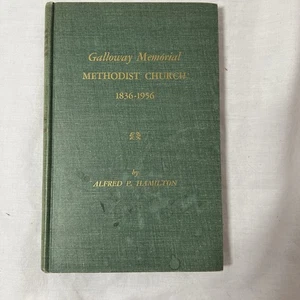 Galloway Memorial
METHODIST CHURCH
1836-1956
by
ALFRED P. HAMILTON